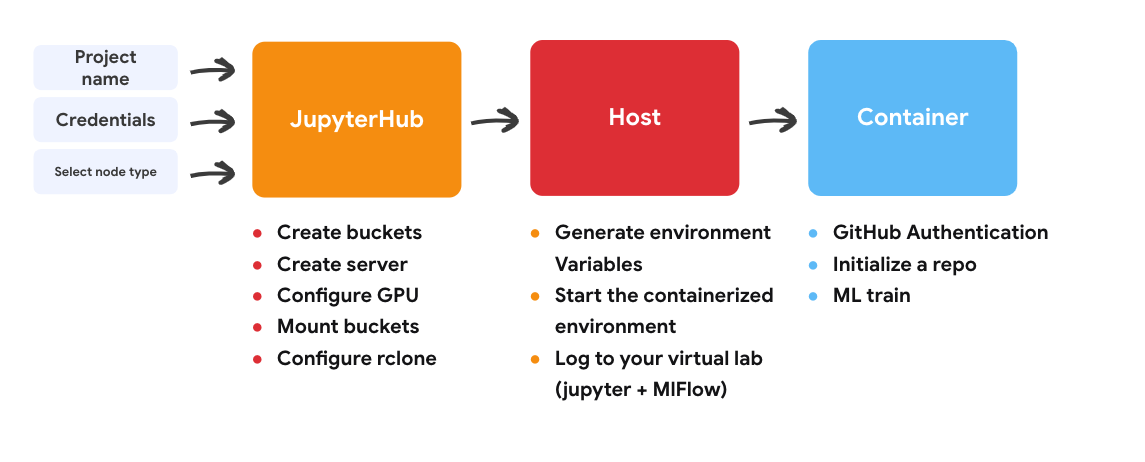 Project
name
Credentials
Select node type
JupyterHub
Host
Container
Create buckets
Create server
Configure GPU
Mount buckets
Configure rclone
Generate environment
Variables
Start the containerized
environment
Log to your virtual lab
(jupyter + MlFlow)
GitHub Authentication
Initialize a repo
ML train